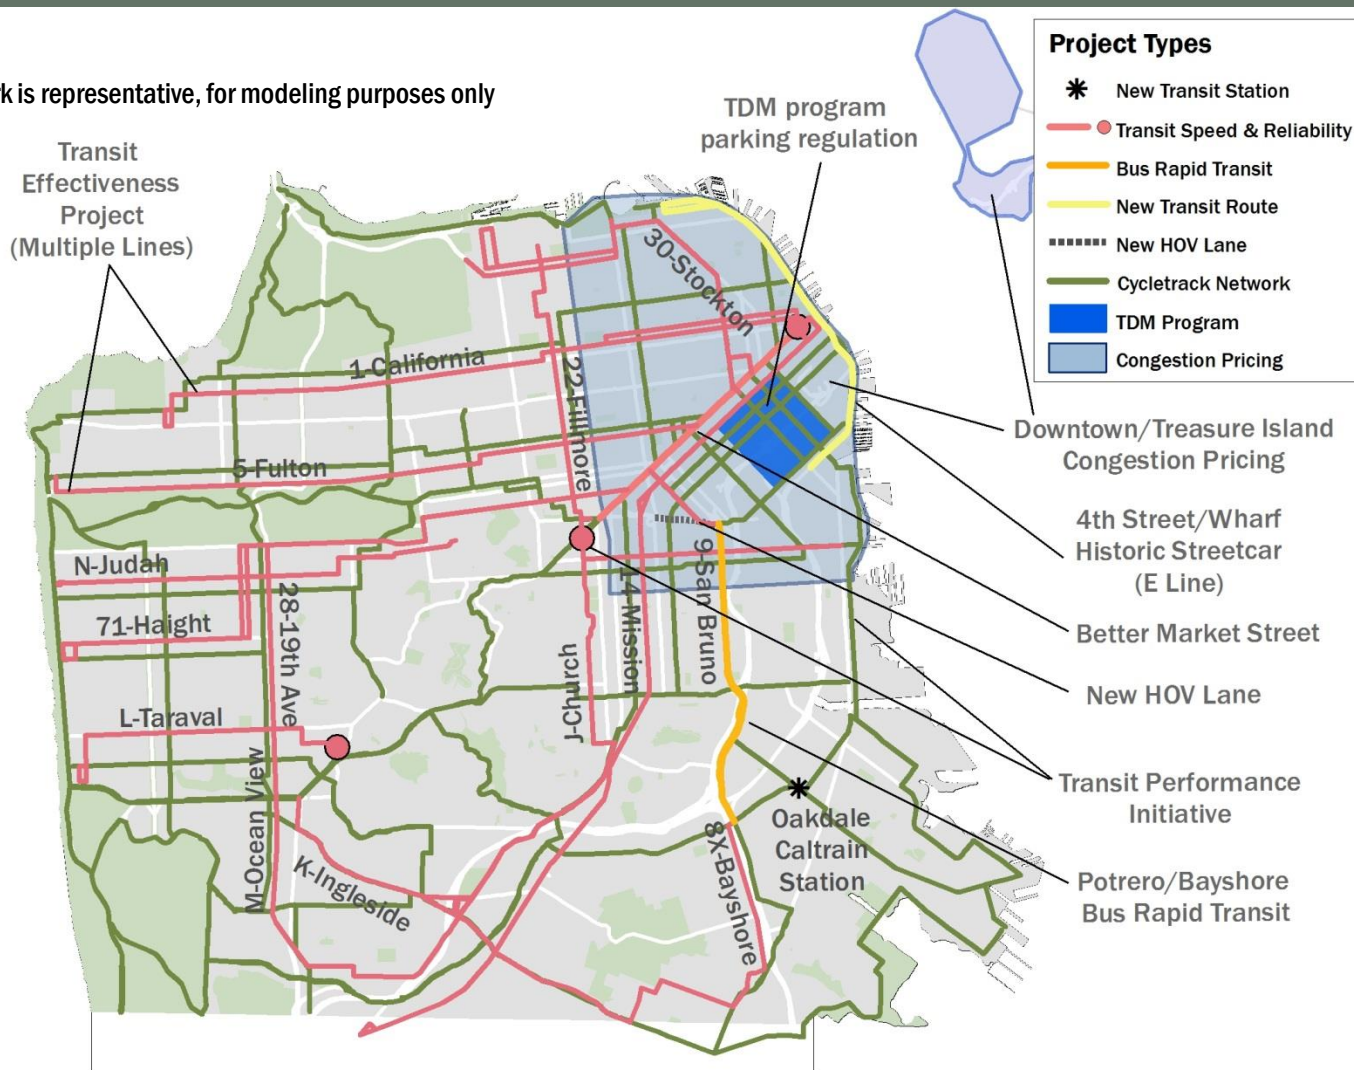 k is representative, for modeling purposes only
Transit
Effectiveness
Project
(Multiple Lines)
TDM program
parking regulation
Project Types
New Transit Station
Transit Speed & Reliability
Bus Rapid Transit
New Transit Route
New HOV Lane
Cycletrack Network
TDM Program
Congestion Pricing
30-Stockton
1-California
22-Fillmore
5-Fulton
N-Judah
71-Haight
28-19th Ave
L-Taraval
M-Ocean View
K-Ingleside
J-Church
14-Mission
9-San Bruno
8X-Bayshore
Oakdale
Caltrain
Station
Downtown/Treasure Island
Congestion Pricing
4th Street/Wharf
Historic Streetcar
(E Line)
Better Market Street
New HOV Lane
Transit Performance
Initiative
Potrero/Bayshore
Bus Rapid Transit